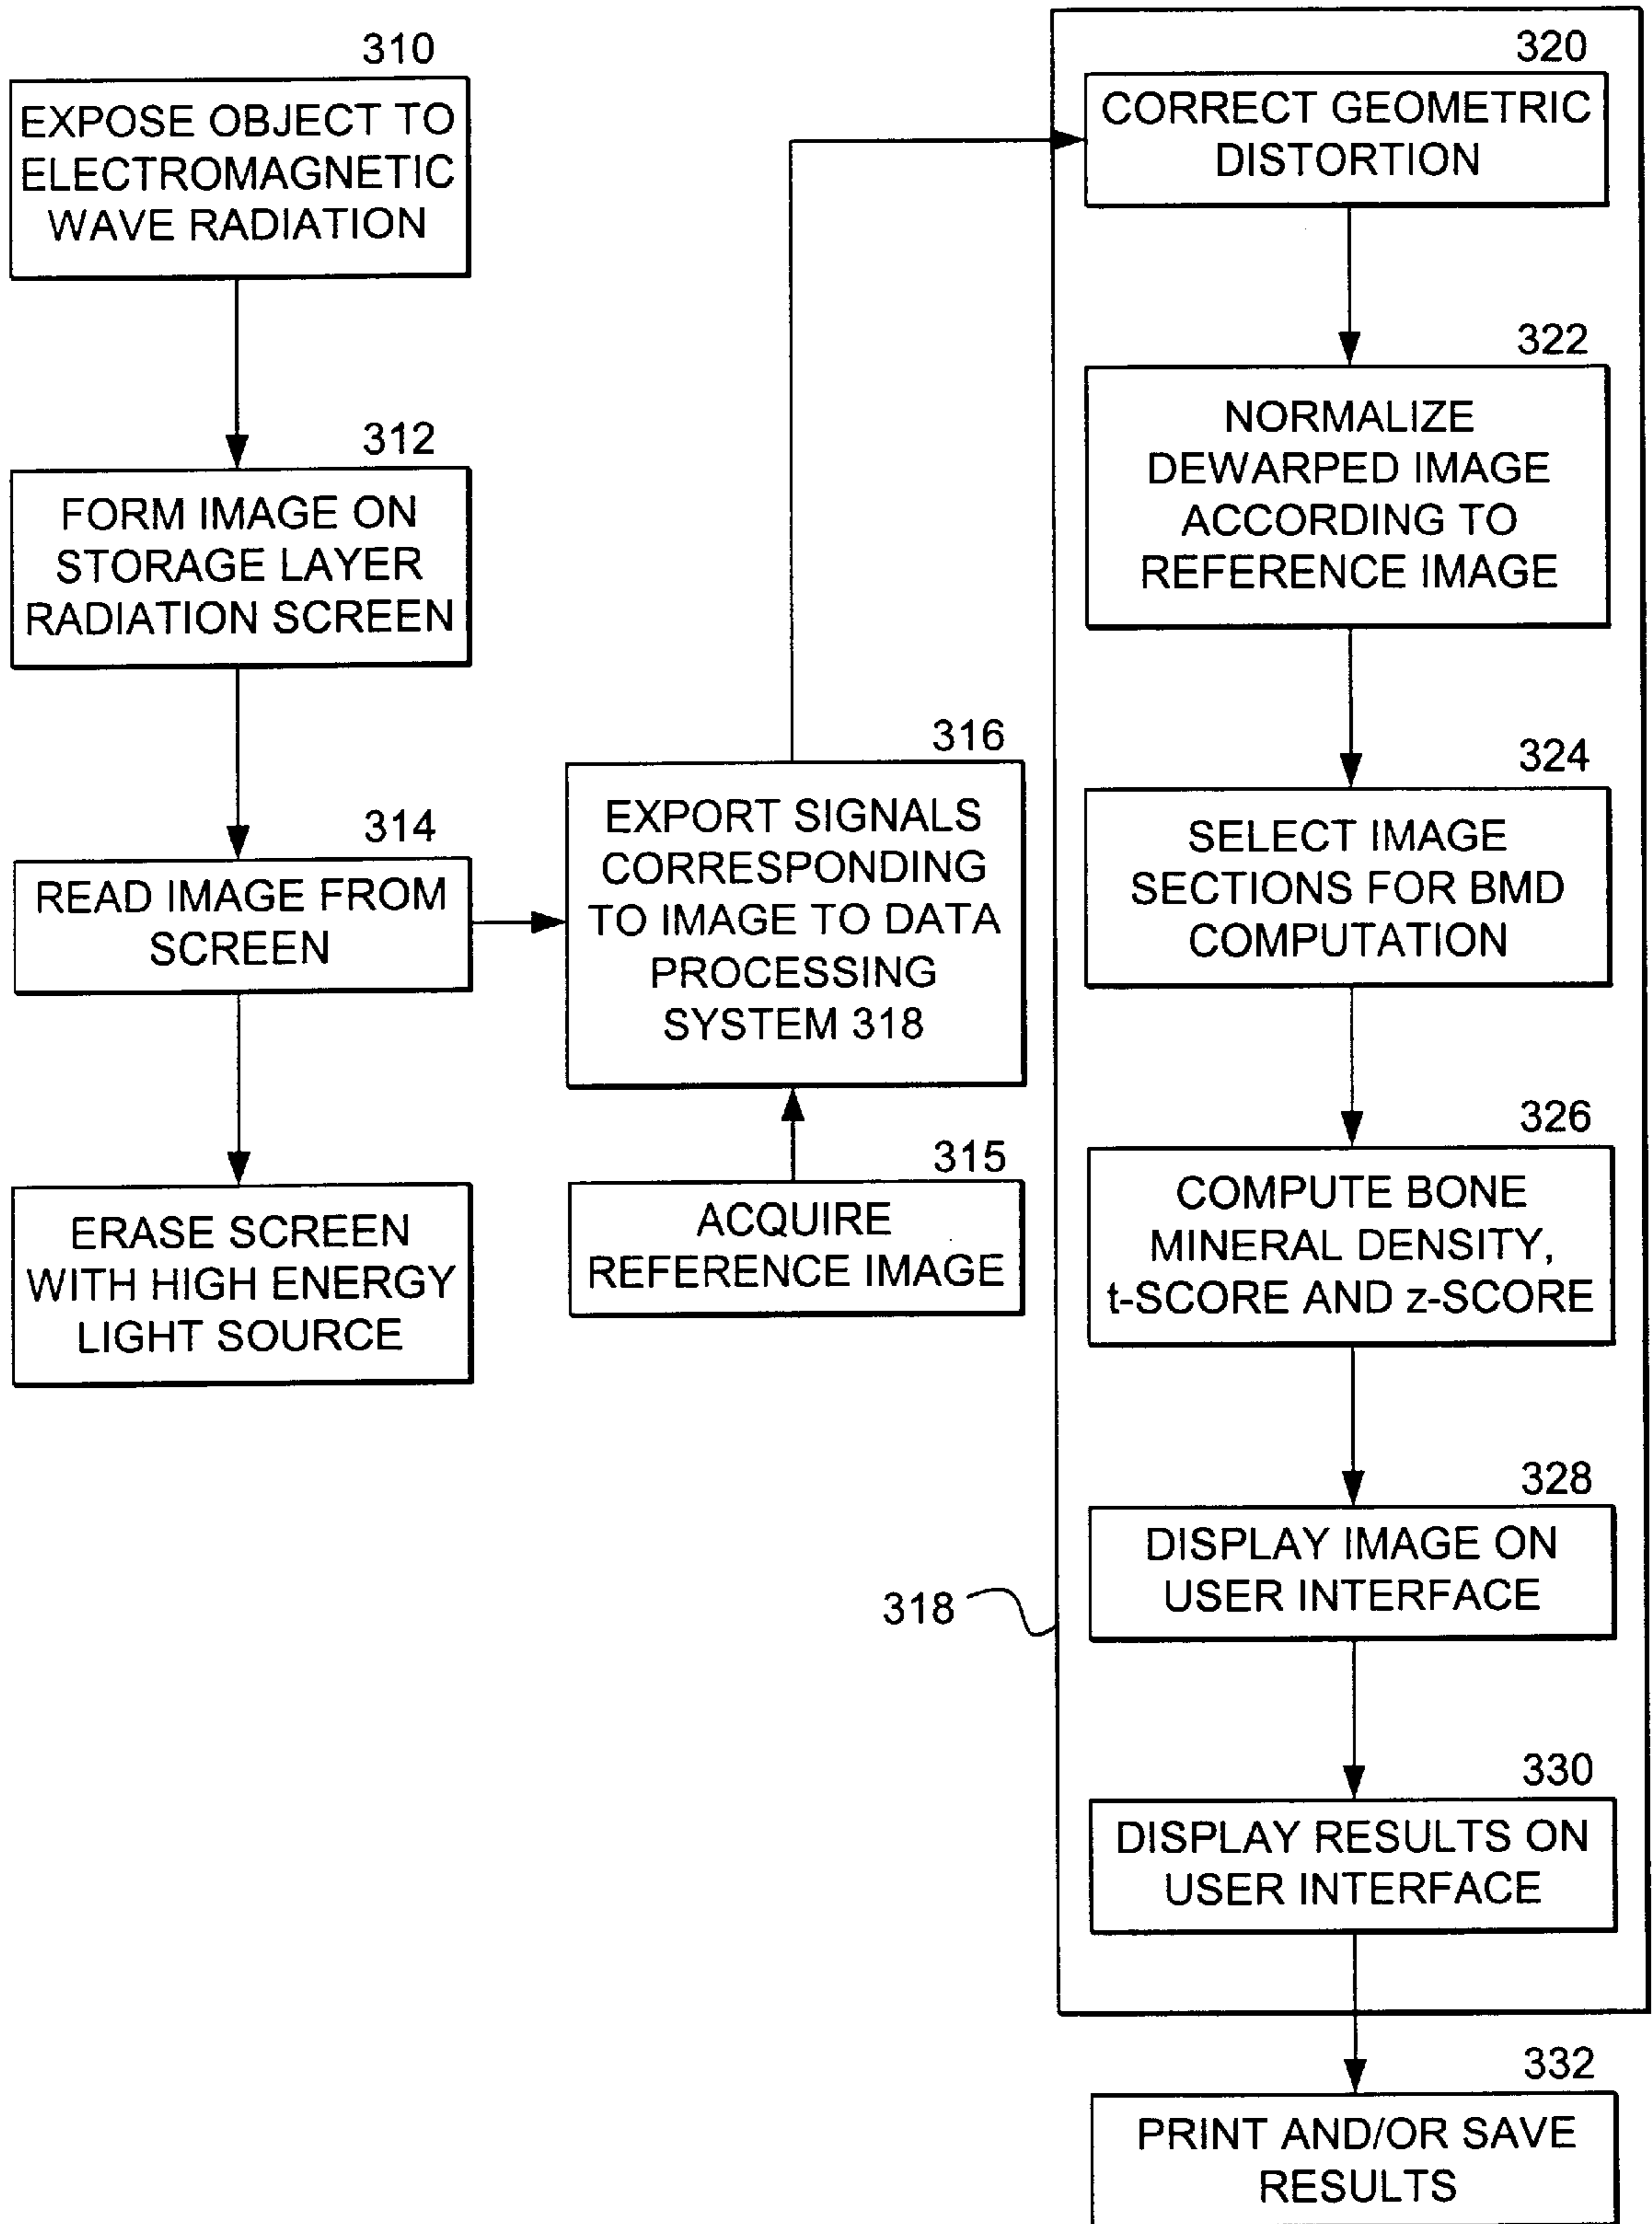 310
EXPOSE OBJECT TO
ELECTROMAGNETIC
WAVE RADIATION
312
FORM IMAGE ON
STORAGE LAYER
RADIATION SCREEN
314
READ IMAGE FROM
SCREEN
ERASE SCREEN
WITH HIGH ENERGY
LIGHT SOURCE
316
EXPORT SIGNALS
CORRESPONDING
TO IMAGE TO DATA
PROCESSING
SYSTEM 318
315
ACQUIRE
REFERENCE IMAGE
318
320
CORRECT GEOMETRIC
DISTORTION
322
NORMALIZE
DEWARPED IMAGE
ACCORDING TO
REFERENCE IMAGE
324
SELECT IMAGE
SECTIONS FOR BMD
COMPUTATION
326
COMPUTE BONE
MINERAL DENSITY,
t-SCORE AND z-SCORE
328
DISPLAY IMAGE ON
USER INTERFACE
330
DISPLAY RESULTS ON
USER INTERFACE
332
PRINT AND/OR SAVE
RESULTS